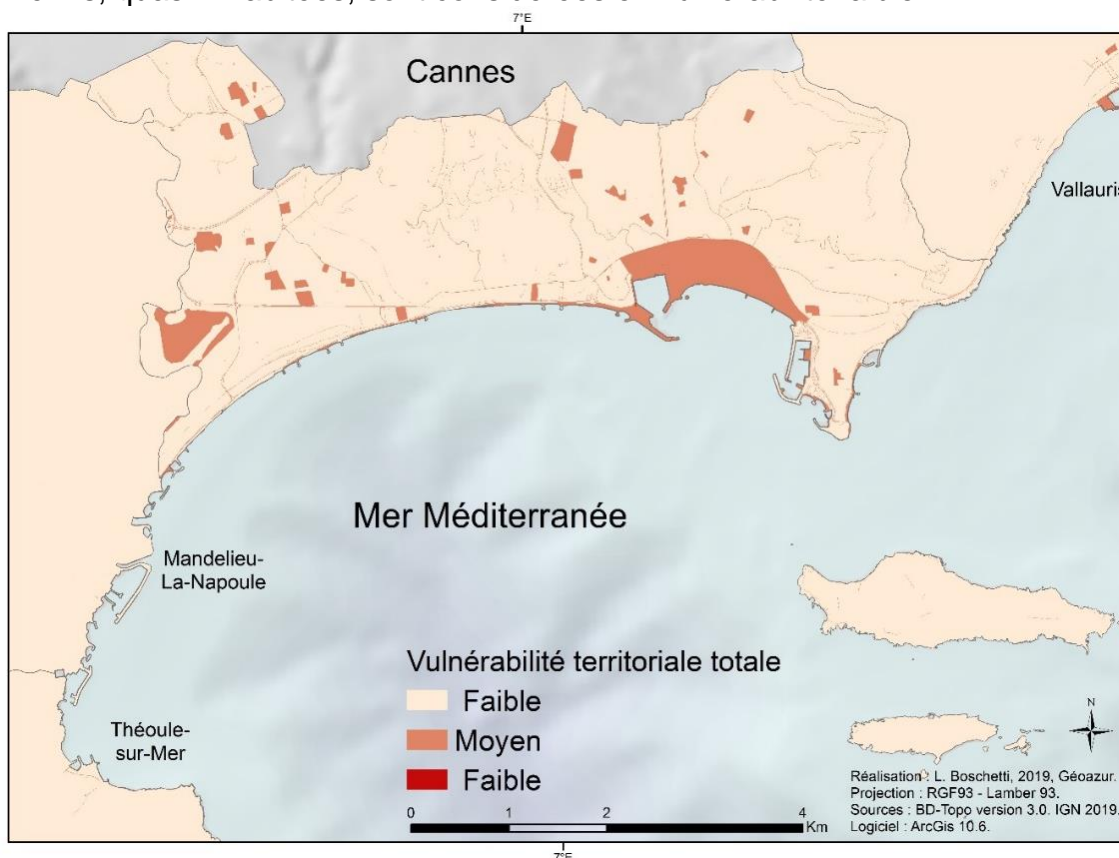 7°E
Cannes
Vallauris
Mer Méditerranée
Mandelieu-
La-Napoule
Théoule-
sur-Mer
Vulnérabilité territoriale totale
Faible
Moyen
Faible
0 1 2 4
Km
N
Réalisation : L. Boschetti, 2019, Géoazur.
Projection : RGF93 - Lamber 93.
Sources : BD-Topo version 3.0. IGN 2019.
Logiciel : ArcGis 10.6.
7°E